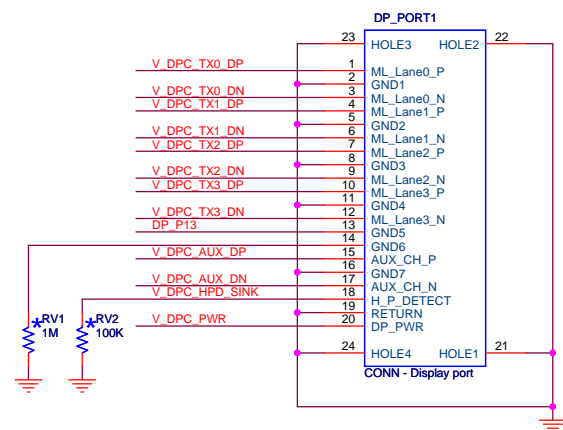 DP_PORT1
23 HOLE3 HOLE2 22
V_DPC_TX0_DP 1 ML_Lane0_P
2 GND1
V_DPC_TX0_DN 3 ML_Lane0_N
V_DPC_TX1_DP 4 ML_Lane1_P
5 GND2
V_DPC_TX1_DN 6 ML_Lane1_N
V_DPC_TX2_DP 7 ML_Lane2_P
8 GND3
V_DPC_TX2_DN 9 ML_Lane2_N
V_DPC_TX3_DP 10 ML_Lane3_P
11 GND4
V_DPC_TX3_DN 12 ML_Lane3_N
DP_P13 13 GND5
14 GND6
V_DPC_AUX_DP 15 AUX_CH_P
16 GND7
V_DPC_AUX_DN 17 AUX_CH_N
V_DPC_HPD_SINK 18 H_P_DETECT
19 RETURN
V_DPC_PWR 20 DP_PWR
*RV1
1M
*RV2
100K
24 HOLE4 HOLE1 21
CONN - Display port